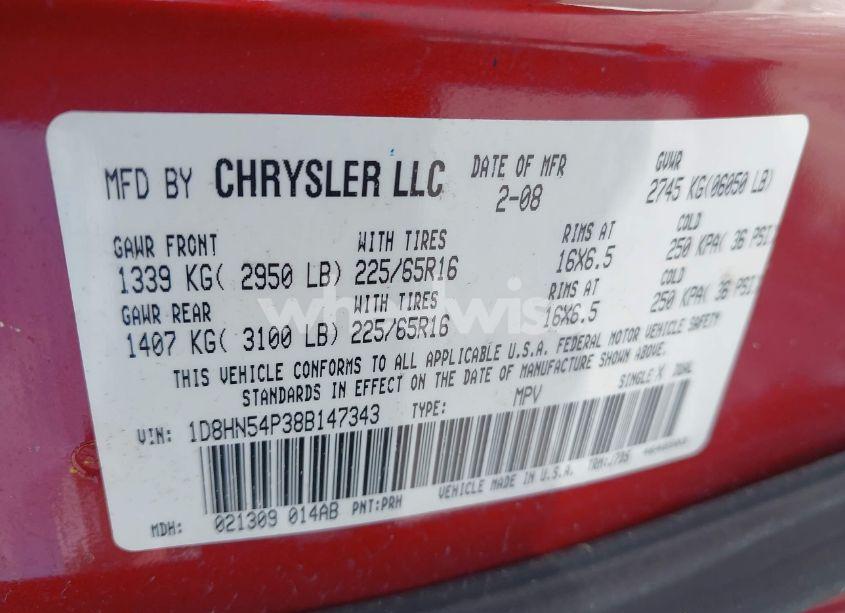 MFD BY CHRYSLER LLC DATE OF MFR 2-08 GVWR 2745 KG(06050 LB)
GAWR FRONT WITH TIRES RIMS AT COLD
1339 KG( 2950 LB) 225/65R16 16X6.5 250 KPA( 36 PSI)
GAWR REAR WITH TIRES RIMS AT COLD
1407 KG( 3100 LB) 225/65R16 16X6.5 250 KPA( 36 PSI)
THIS VEHICLE CONFORMS TO ALL APPLICABLE U.S.A. FEDERAL MOTOR VEHICLE SAFETY
STANDARDS IN EFFECT ON THE DATE OF MANUFACTURE SHOWN ABOVE.
VIN: 1D8HN54P38B147343 TYPE: MPV SINGLE X DUAL
MDH: 021309 014AB PNT:PRH VEHICLE MADE IN U.S.A.